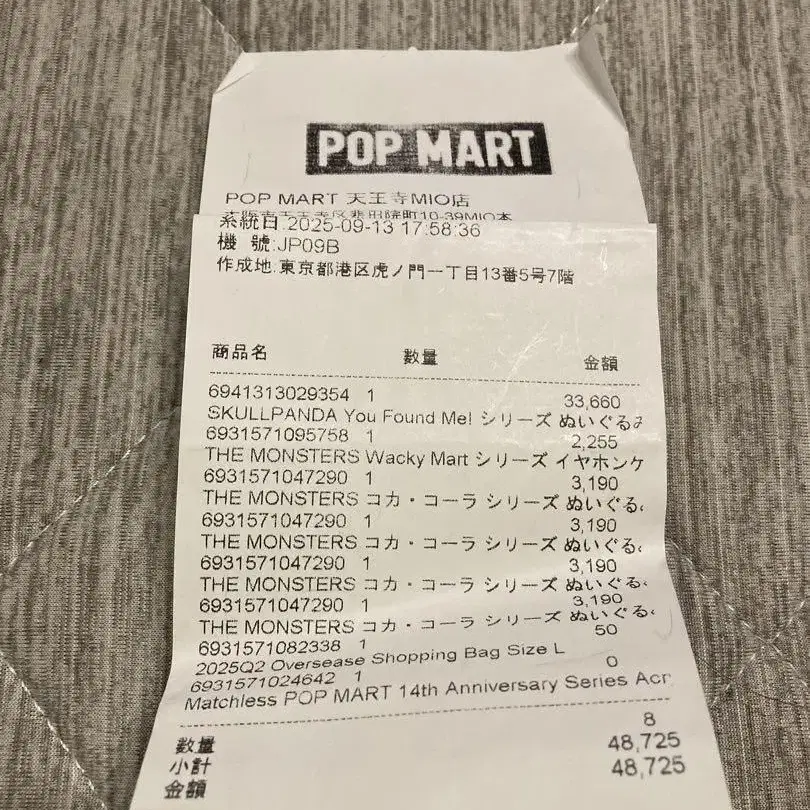 POP MART
POP MART 天王寺MIO店
系統日:2025-09-13 17:58:36
機 號:JP09B
作成地:東京都港区虎ノ門一丁目13番5号7階
商品名 数量 金額
6941313029354 1 33,660
SKULLPANDA You Found Me! シリーズ ぬいぐるみ
6931571095758 1 2,255
THE MONSTERS Wacky Mart シリーズ イヤホンケ
6931571047290 1 3,190
THE MONSTERS コカ・コーラ シリーズ ぬいぐる
6931571047290 1 3,190
THE MONSTERS コカ・コーラ シリーズ ぬいぐる
6931571047290 1 3,190
THE MONSTERS コカ・コーラ シリーズ ぬいぐる
6931571047290 1 3,190
THE MONSTERS コカ・コーラ シリーズ ぬいぐる
6931571082338 1 50
2025Q2 Oversease Shopping Bag Size L
6931571024642 1 0
Matchless POP MART 14th Anniversary Series Acr
數量 8
小計 48,725
金額 48,725